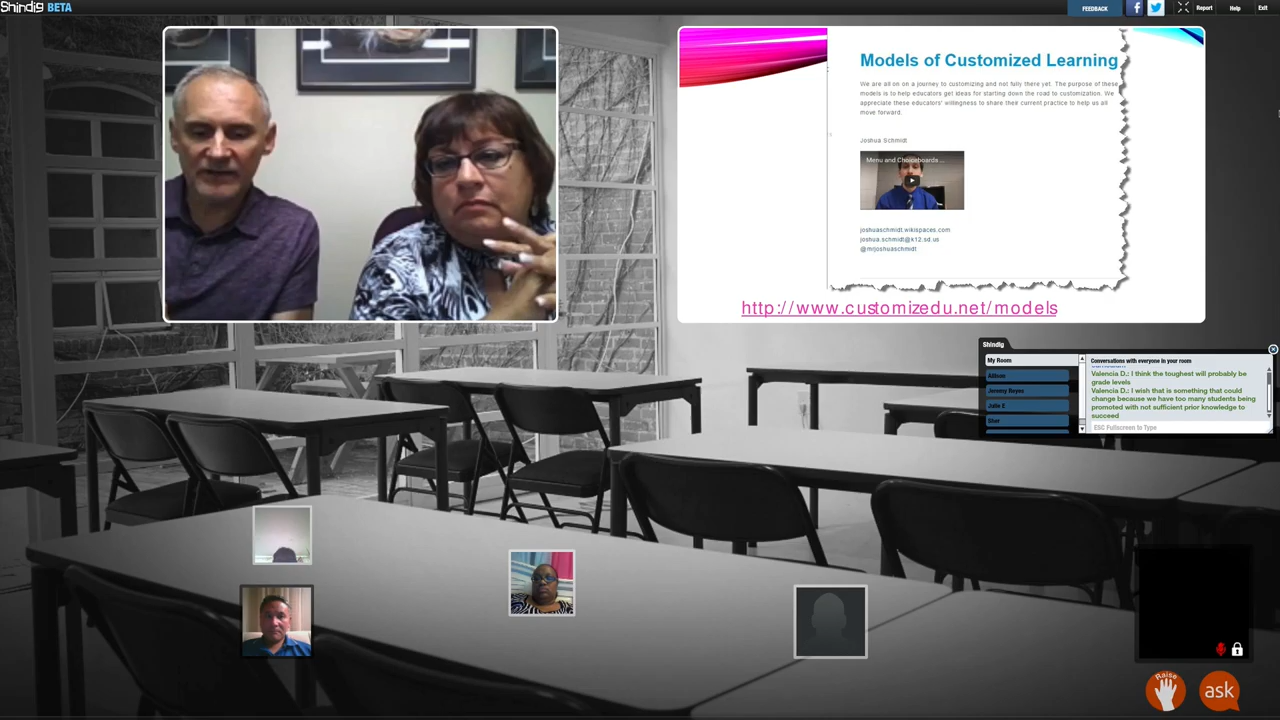 Shindig BETA
FEEDBACK
Report
Help
Exit
Models of Customized Learning
We are all on on a journey to customizing and not fully there yet. The purpose of these
models is to help educators get ideas for starting down the road to customization. We
appreciate these educators' willingness to share their current practice to help us all
move forward.
Joshua Schmidt
Menu and Choiceboards ...
joshuaschmidt.wikispaces.com
joshua.schmidt@k12.sd.us
@mrjoshuaschmidt
http://www.customizedu.net/models
Shindig
My Room
Allison
Jeremy Reyou
Julie E
Sher
Conversations with everyone in your room
Valencia D.: I think the toughest will probably be
grade levels
Valencia D.: I wish that is something that could
change because we have too many students being
promoted with not sufficient prior knowledge to
succeed
ESC Fullscreen to Type
Raise
ask